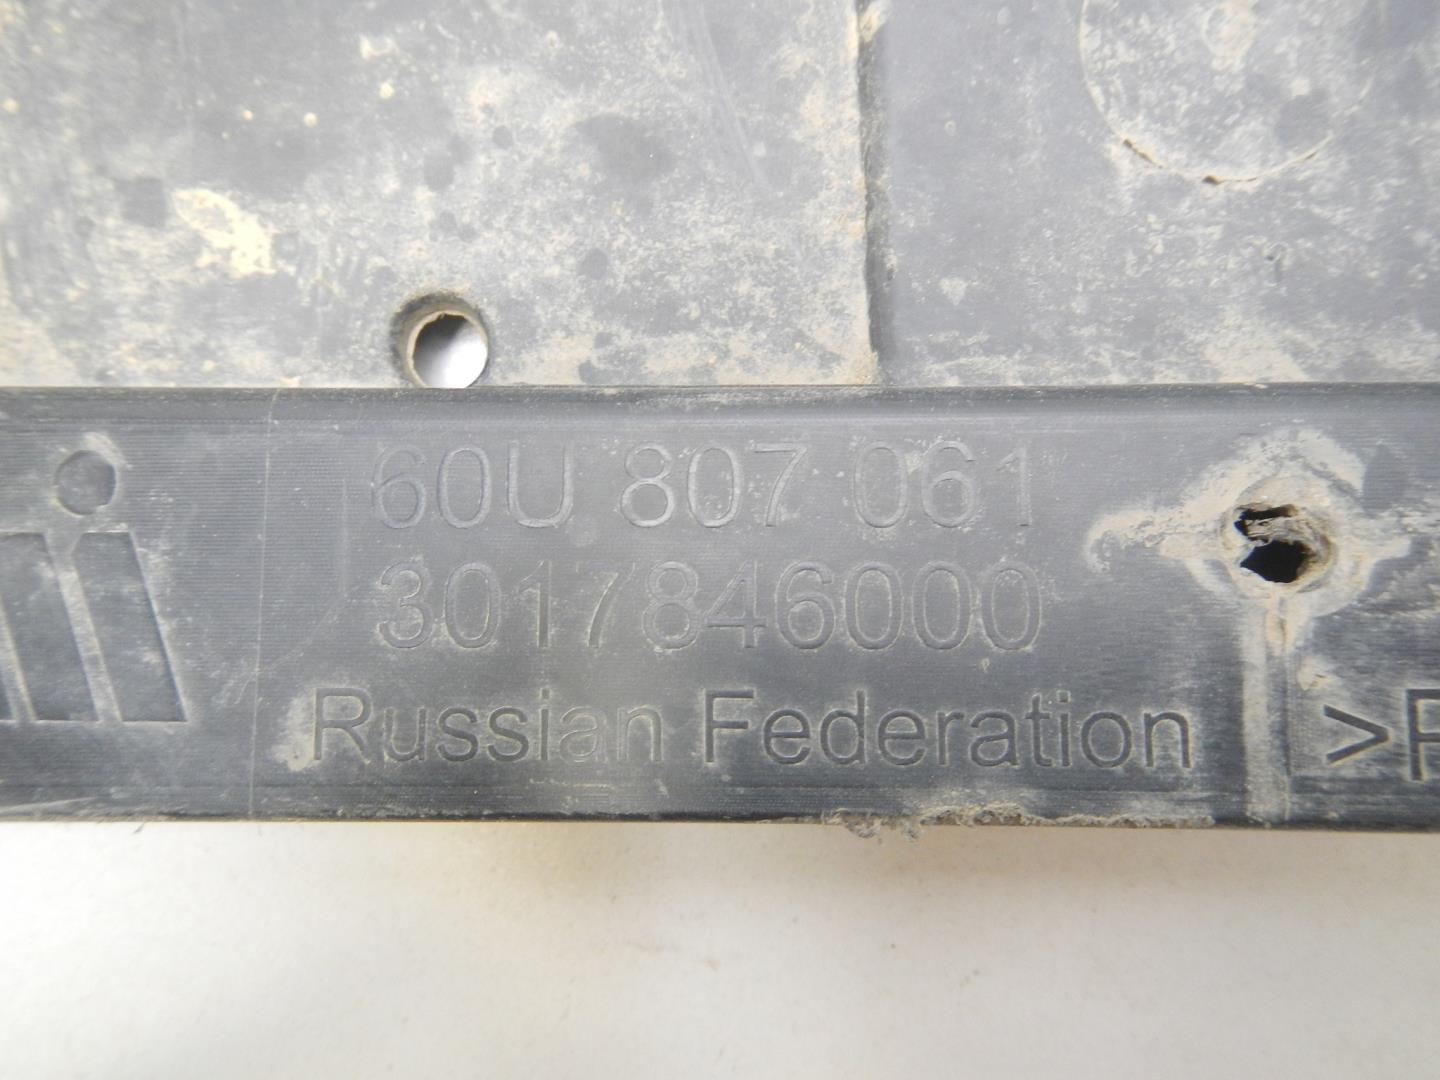 60U 807 061
3017846000
Russian Federation